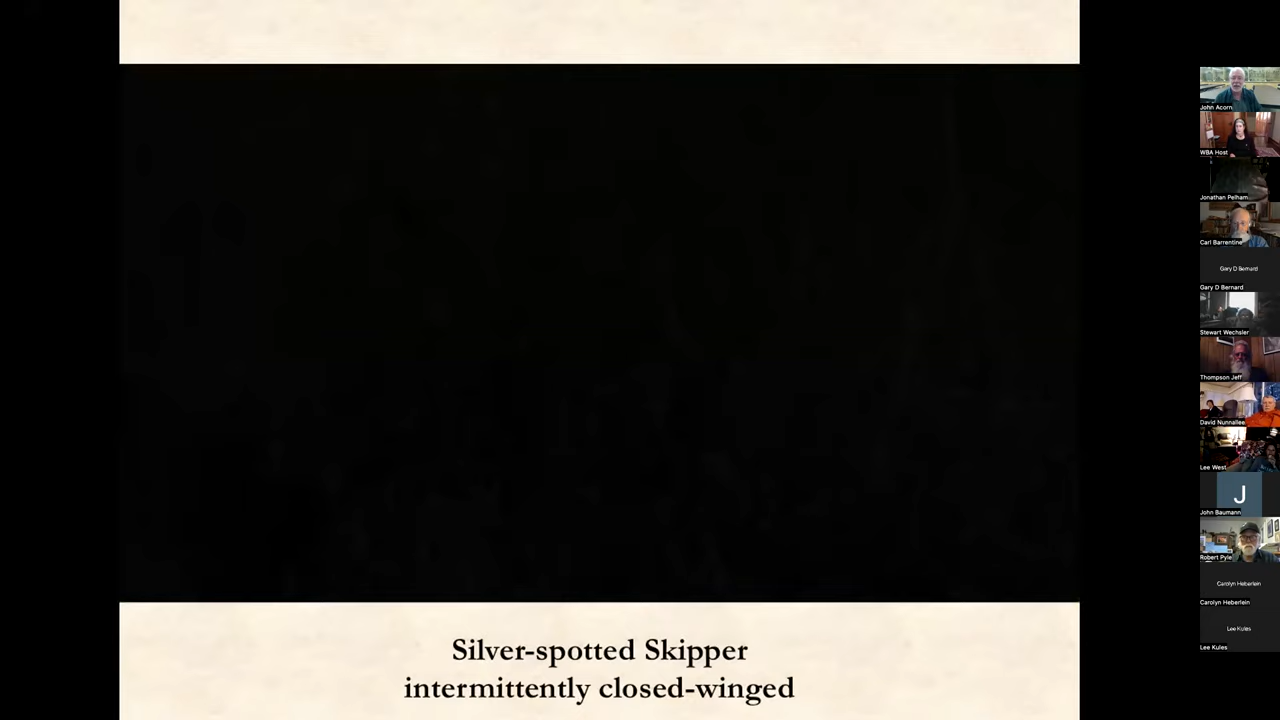 Silver-spotted Skipper
intermittently closed-winged
John Acorn
WBA Host
Jonathan Pelham
Carl Barrentine
Gary D Bernard
Gary D Bernard
Stewart Wechsler
Thompson Jeff
David Nunnallee
Lee West
J
John Baumann
Robert Pyle
Carolyn Heberlein
Carolyn Heberlein
Lee Kules
Lee Kules